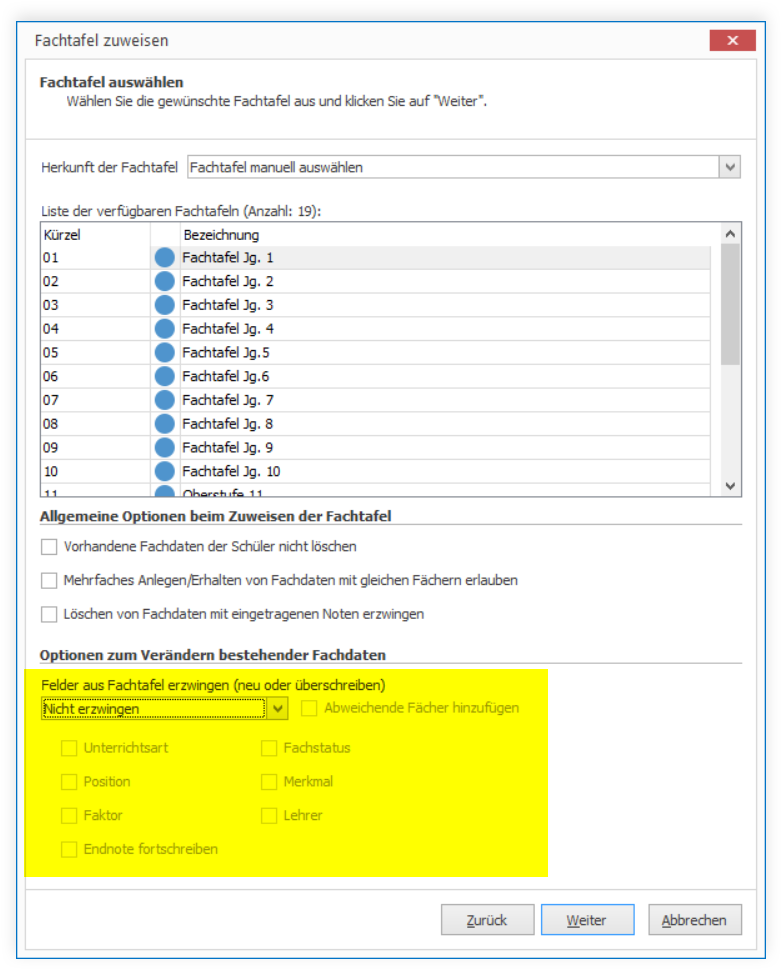 Fachtafel zuweisen
Fachtafel auswählen
Wählen Sie die gewünschte Fachtafel aus und klicken Sie auf "Weiter".
Herkunft der Fachtafel Fachtafel manuell auswählen
Liste der verfügbaren Fachtafeln (Anzahl: 19):
Kürzel Bezeichnung
01 Fachtafel Jg. 1
02 Fachtafel Jg. 2
03 Fachtafel Jg. 3
04 Fachtafel Jg. 4
05 Fachtafel Jg.5
06 Fachtafel Jg.6
07 Fachtafel Jg. 7
08 Fachtafel Jg. 8
09 Fachtafel Jg. 9
10 Fachtafel Jg. 10
11 Oberstufe 11
Allgemeine Optionen beim Zuweisen der Fachtafel
Vorhandene Fachdaten der Schüler nicht löschen
Mehrfaches Anlegen/Erhalten von Fachdaten mit gleichen Fächern erlauben
Löschen von Fachdaten mit eingetragenen Noten erzwingen
Optionen zum Verändern bestehender Fachdaten
Felder aus Fachtafel erzwingen (neu oder überschreiben)
Nicht erzwingen Abweichende Fächer hinzufügen
Unterrichtsart Fachstatus
Position Merkmal
Faktor Lehrer
Endnote fortschreiben
Zurück Weiter Abbrechen